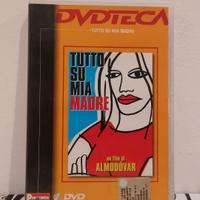 DVDTECA
TUTTO SU MIA MADRE
TUTTO
SU
MIA
MADRE
un film di
ALMODÓVAR
DVD